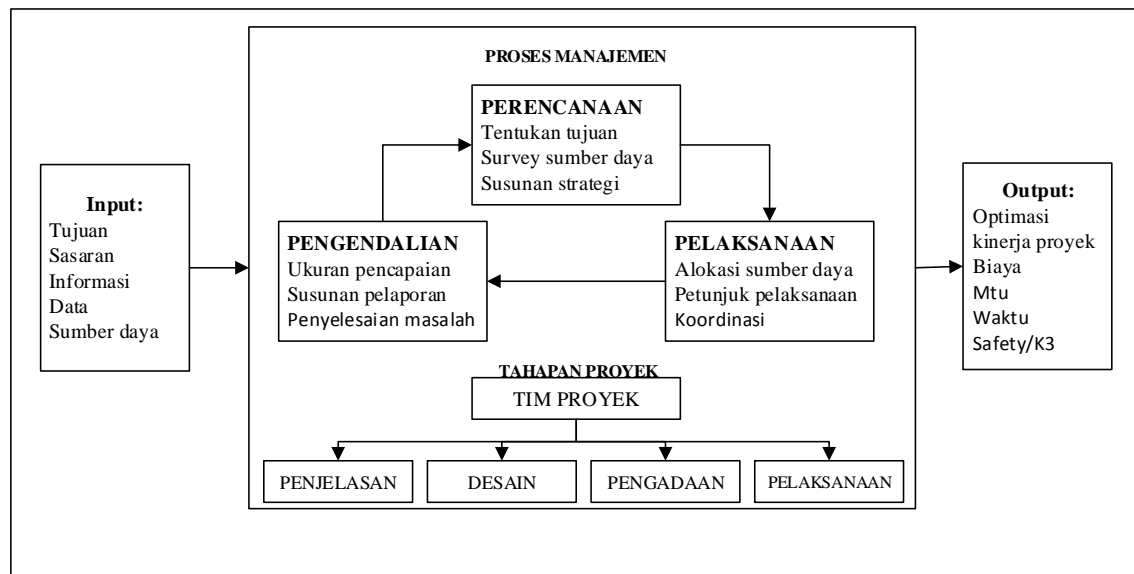 PROSES MANAJEMEN
PERENCANAAN
Tentukan tujuan
Survey sumber daya
Susunan strategi
Input:
Tujuan
Sasaran
Informasi
Data
Sumber daya
PENGENDALIAN
Ukuran pencapaian
Susunan pelaporan
Penyelesaian masalah
PELAKSANAAN
Alokasi sumber daya
Petunjuk pelaksanaan
Koordinasi
Output:
Optimasi
kinerja proyek
Biaya
Mtu
Waktu
Safety/K3
TAHAPAN PROYEK
TIM PROYEK
PENJELASAN
DESAIN
PENGADAAN
PELAKSANAAN